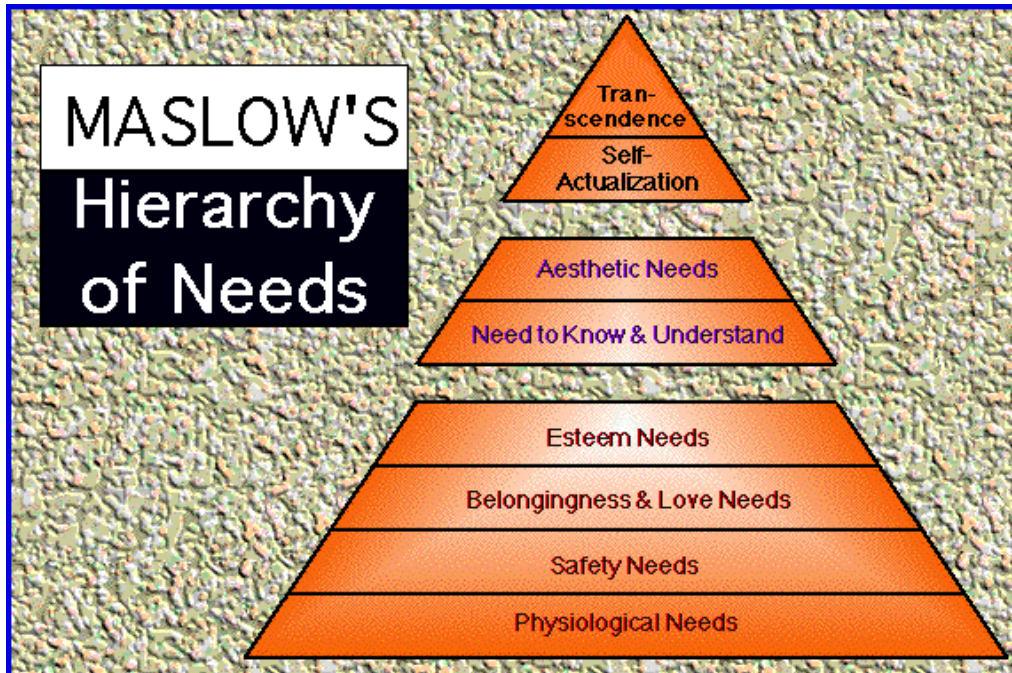 MASLOW'S
Hierarchy
of Needs
Tran-
scendence
Self-
Actualization
Aesthetic Needs
Need to Know & Understand
Esteem Needs
Belongingness & Love Needs
Safety Needs
Physiological Needs